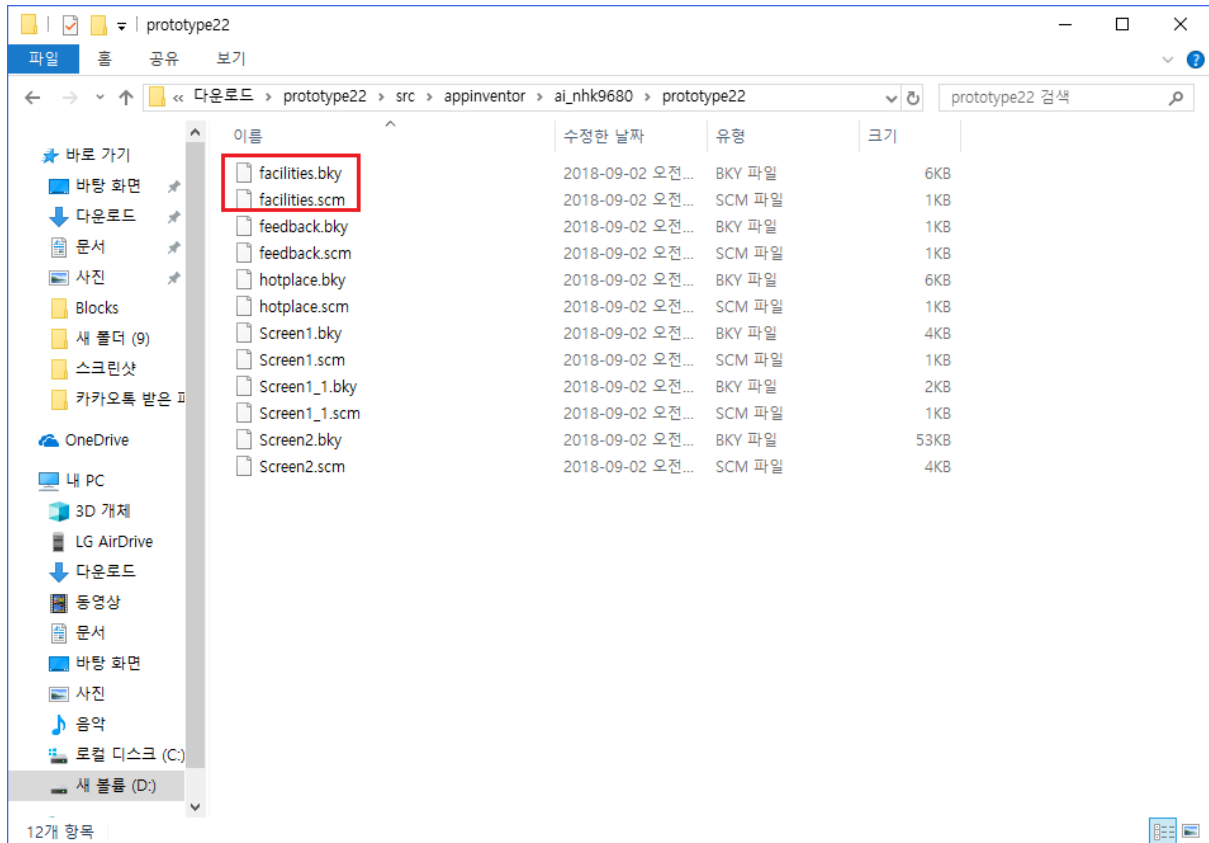 prototype22
파일 홈 공유 보기
« 다운로드 › prototype22 › src › appinventor › ai_nhk9680 › prototype22
prototype22 검색
이름 수정한 날짜 유형 크기
바로 가기
바탕 화면
다운로드
문서
사진
Blocks
새 폴더 (9)
스크린샷
카카오톡 받은 파
OneDrive
내 PC
3D 개체
LG AirDrive
다운로드
동영상
문서
바탕 화면
사진
음악
로컬 디스크 (C:)
새 볼륨 (D:)
facilities.bky 2018-09-02 오전... BKY 파일 6KB
facilities.scm 2018-09-02 오전... SCM 파일 1KB
feedback.bky 2018-09-02 오전... BKY 파일 1KB
feedback.scm 2018-09-02 오전... SCM 파일 1KB
hotplace.bky 2018-09-02 오전... BKY 파일 6KB
hotplace.scm 2018-09-02 오전... SCM 파일 1KB
Screen1.bky 2018-09-02 오전... BKY 파일 4KB
Screen1.scm 2018-09-02 오전... SCM 파일 1KB
Screen1_1.bky 2018-09-02 오전... BKY 파일 2KB
Screen1_1.scm 2018-09-02 오전... SCM 파일 1KB
Screen2.bky 2018-09-02 오전... BKY 파일 53KB
Screen2.scm 2018-09-02 오전... SCM 파일 4KB
12개 항목